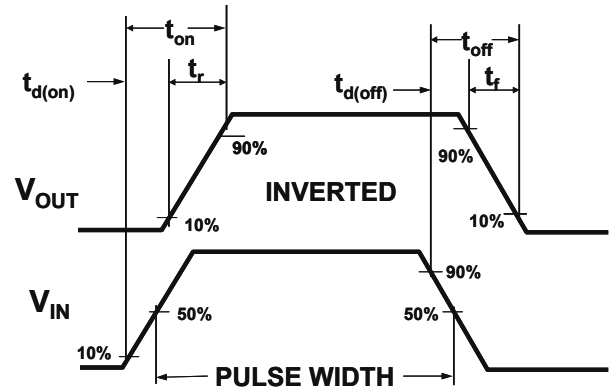 t_on
t_off
t_d(on)
t_r
t_d(off)
t_f
90%
90%
V_OUT
INVERTED
10%
10%
90%
V_IN
50%
50%
10%
PULSE WIDTH